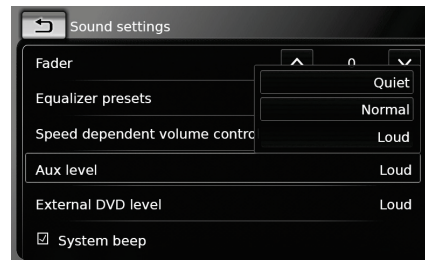 Sound settings
Fader 0
Quiet
Equalizer presets
Normal
Speed dependent volume contro
Loud
Aux level Loud
External DVD level Loud
System beep